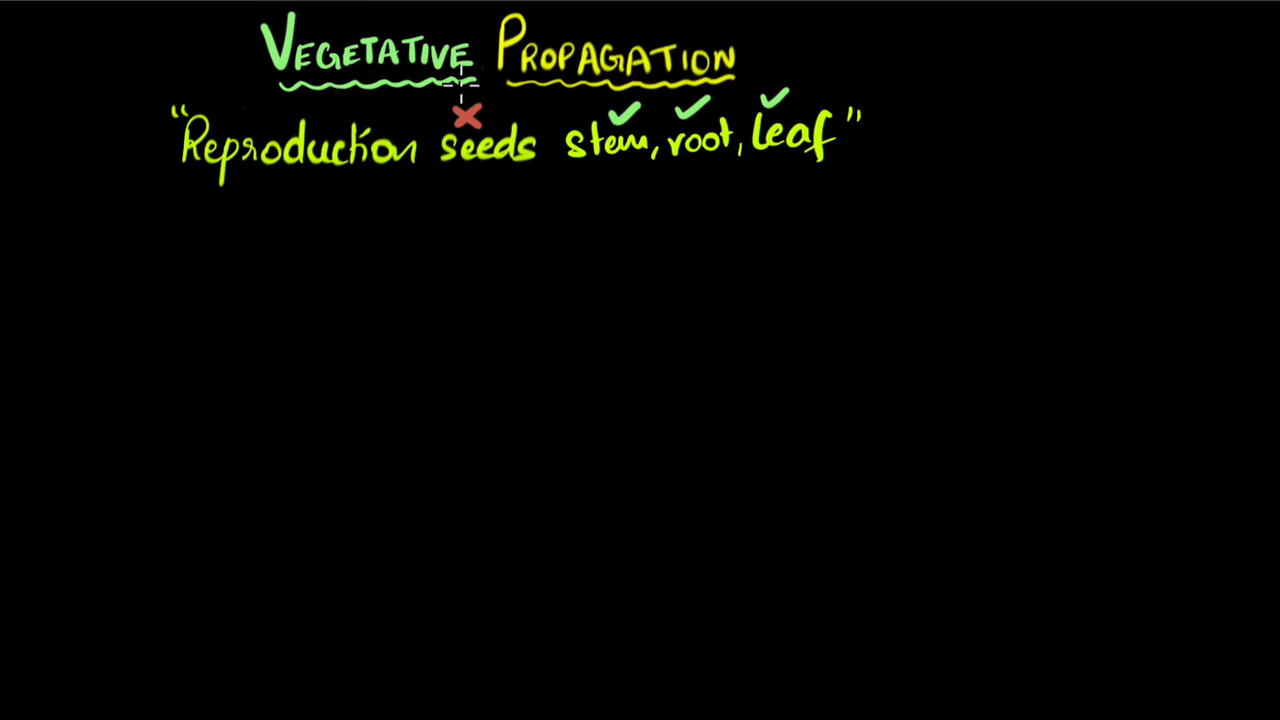 VEGETATIVE PROPAGATION
"Reproduction seeds stem, root, leaf"